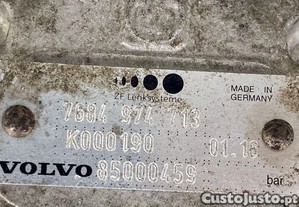 ZF Lenksysteme
MADE IN
GERMANY
7684 974 713
K000190
01.16
VOLVO
85000459
bar
CustoJusto.pt